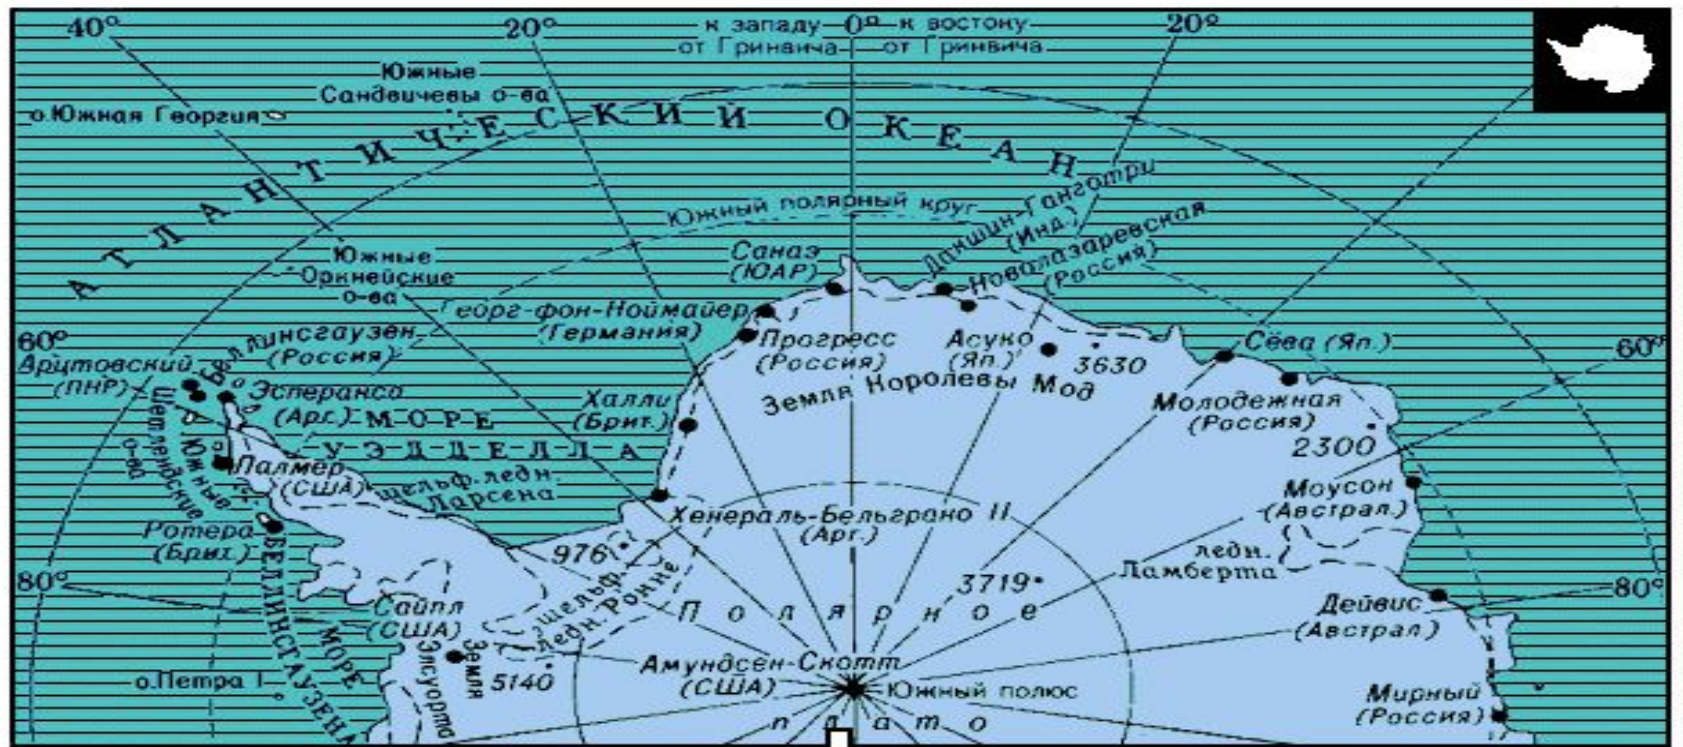 40°
20°
к западу
от Гринвича
0°
к востоку
от Гринвича
20°
Южные
Сандвичевы о-ва
о.Южная Георгия
АТЛАНТИЧЕСКИЙ ОКЕАН
Южный полярный круг
Южные
Оркнейские
о-ва
Санаэ
(ЮАР)
Дакшин-Ганготри
(Инд.)
Новолазаревская
(Россия)
Георг-фон-Ноймайер
(Германия)
60°
Арцтовский
(ПНР)
Беллинсгаузен
(Россия)
Эсперанса
(Арг.)
Прогресс
(Россия)
Асуко
(Яп.)
3630
Сёва (Яп.)
60°
Земля Королевы Мод
Молодежная
(Россия)
2300
Халли
(Брит.)
МОРЕ
УЭДДЕЛЛА
Южные
Шетлендские
о-ва
Палмер
(США)
шельф.ледн.
Ларсена
Моусон
(Австрал.)
Ротера
(Брит.)
Хенераль-Бельграно II
(Арг.)
976
шельф.
ледн.Ронне
3719
ледн.
Ламберта
80°
80°
Сайпл
(США)
Полярное
Дейвис
(Австрал.)
МОРЕ
БЕЛЛИНСГАУЗЕНА
о.Петра I
Земля
Элсуорта
5140
Амундсен-Скотт
(США)
Южный полюс
плато
Мирный
(Россия)